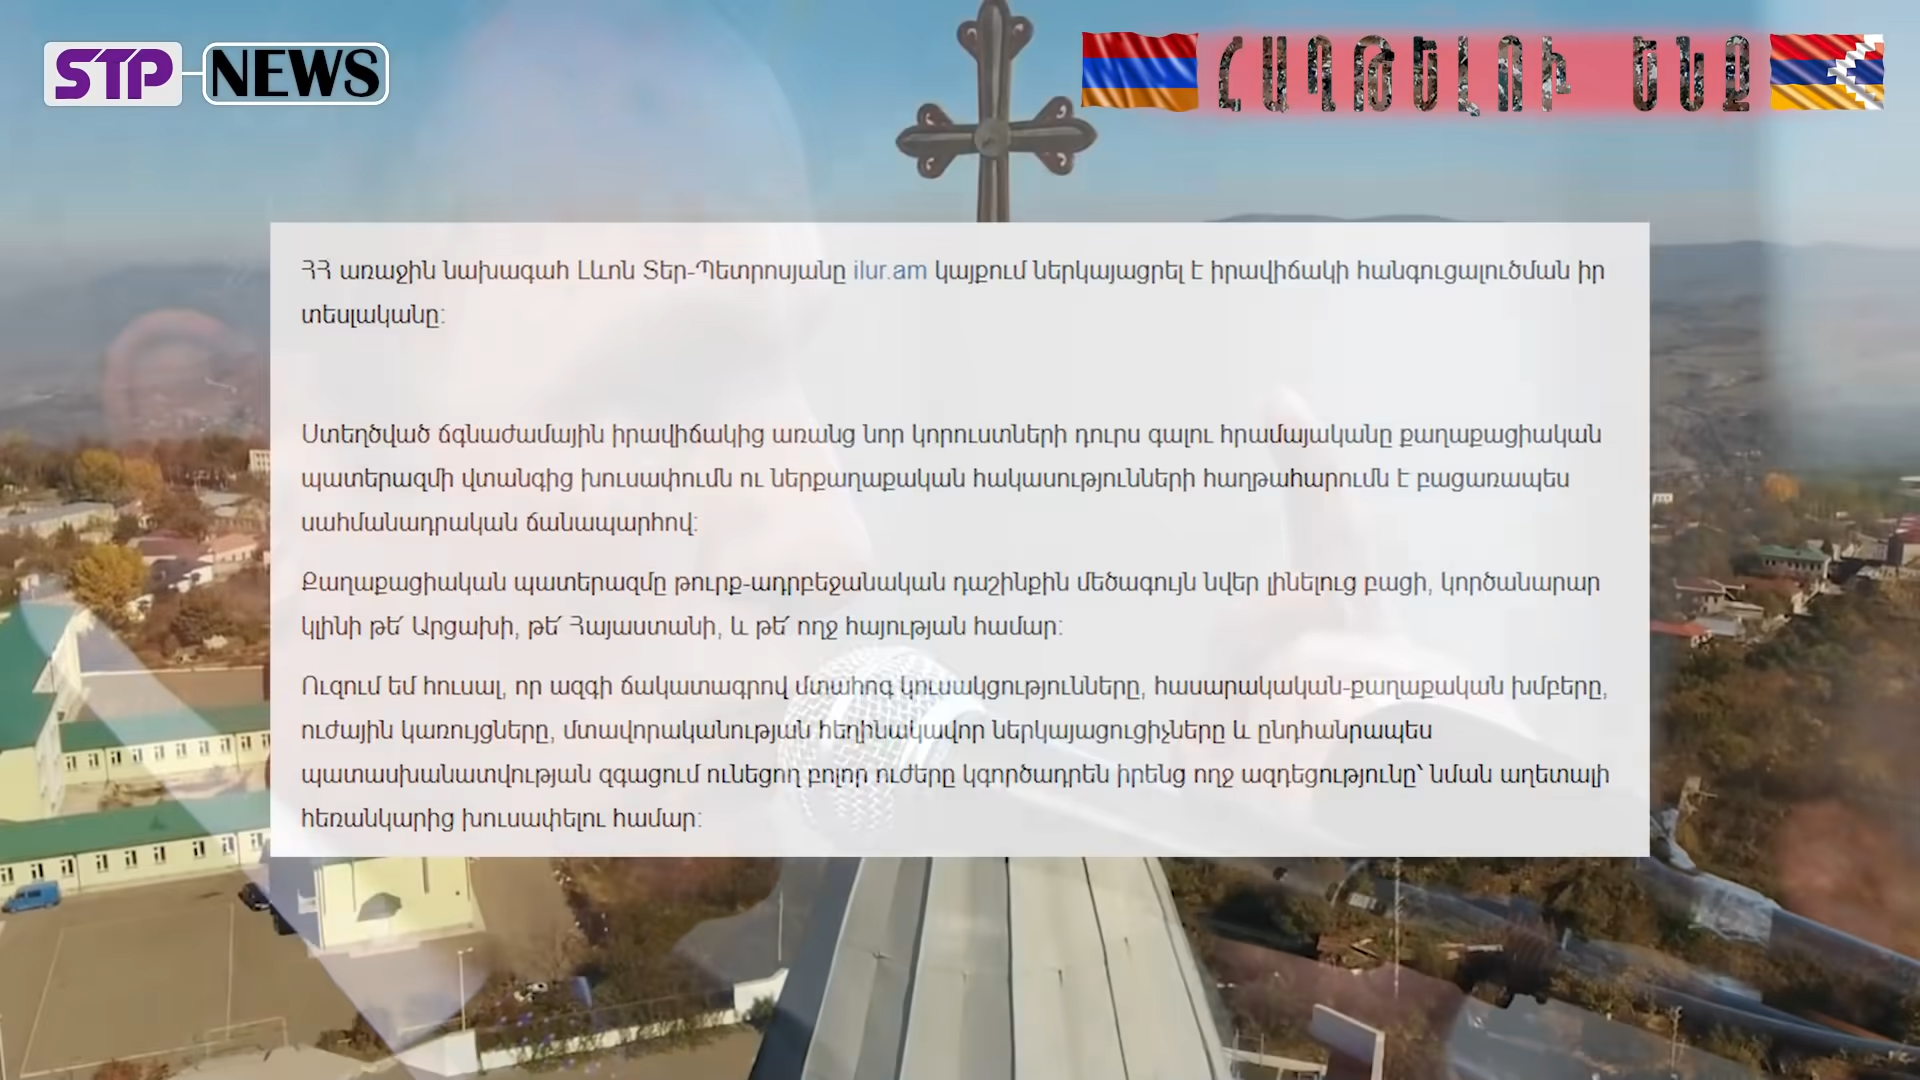 STP NEWS
ՀԱՂԹԵԼՈՒ ԵՆՔ
ՀՀ առաջին նախագահ Լևոն Տեր-Պետրոսյանը ilur.am կայքում ներկայացրել է իրավիճակի հանգուցալուծման իր
տեսլականը։
Ստեղծված ճգնաժամային իրավիճակից առանց նոր կորուստների դուրս գալու հրամայականը քաղաքացիական
պատերազմի վտանգից խուսափումն ու ներքաղաքական հակասությունների հաղթահարումն է բացառապես
սահմանադրական ճանապարհով։
Քաղաքացիական պատերազմը թուրք-ադրբեջանական դաշինքին մեծագույն նվեր լինելուց բացի, կործանարար
կլինի թե՛ Արցախի, թե՛ Հայաստանի, և թե՛ ողջ հայության համար։
Ուզում եմ հուսալ, որ ազգի ճակատագրով մտահոգ կուսակցությունները, հասարակական-քաղաքական խմբերը,
ուժային կառույցները, մտավորականության հեղինակավոր ներկայացուցիչները և ընդհանրապես
պատասխանատվության զգացում ունեցող բոլոր ուժերը կգործադրեն իրենց ողջ ազդեցությունը՝ նման աղետալի
հեռանկարից խուսափելու համար։